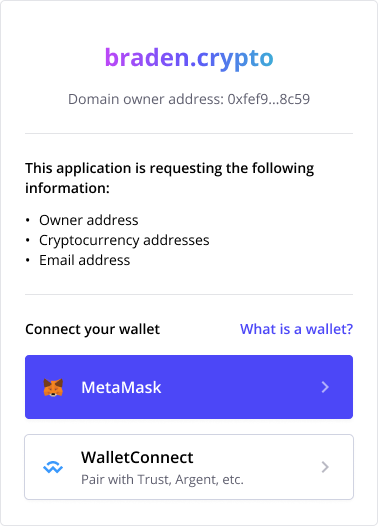 braden.crypto
Domain owner address: 0xfef9...8c59
This application is requesting the following
information:
• Owner address
• Cryptocurrency addresses
• Email address
Connect your wallet What is a wallet?
MetaMask
WalletConnect
Pair with Trust, Argent, etc.